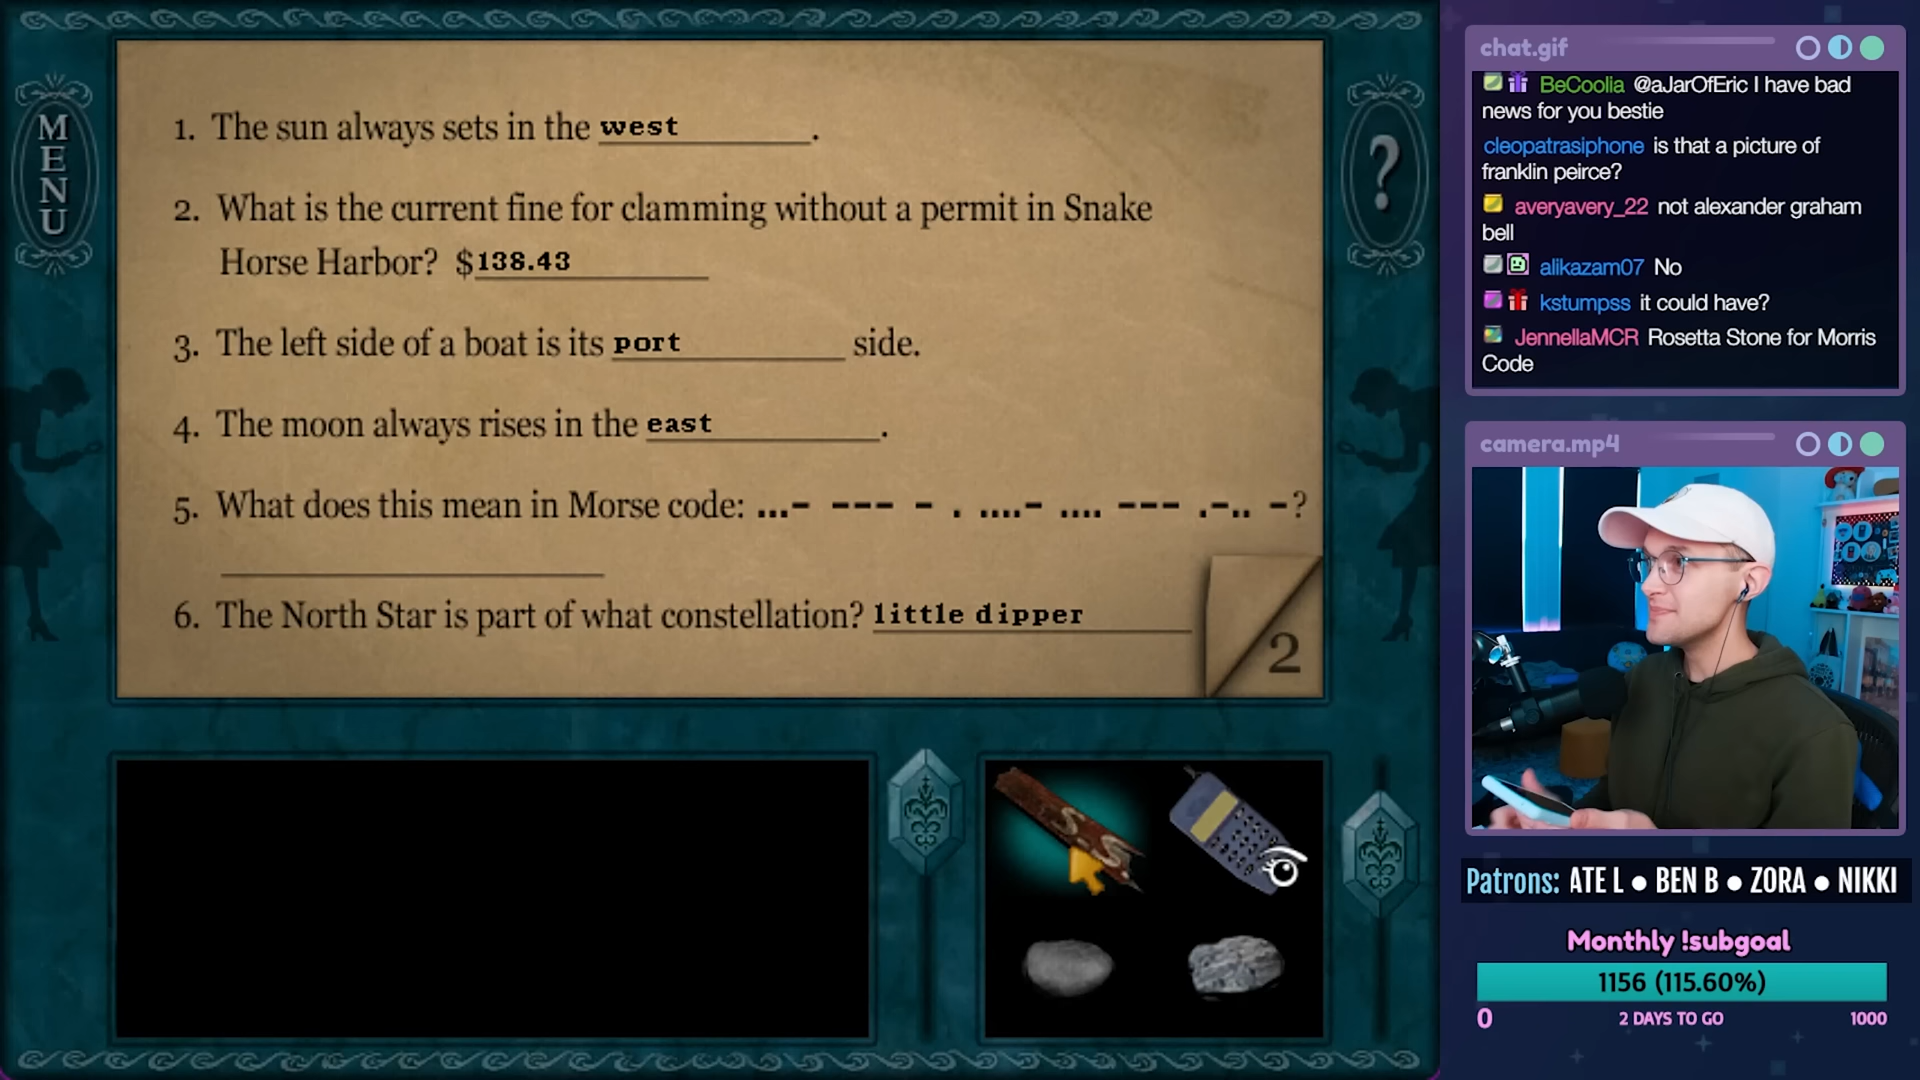 MENU
1. The sun always sets in the west.
2. What is the current fine for clamming without a permit in Snake
Horse Harbor? $138.43
3. The left side of a boat is its port side.
4. The moon always rises in the east.
5. What does this mean in Morse code: ...- --- - . ....- .... --- .-.. -?
6. The North Star is part of what constellation? little dipper
2
?
SS
chat.gif
BeCoolia @aJarOfEric I have bad
news for you bestie
cleopatrasiphone is that a picture of
franklin peirce?
averyavery_22 not alexander graham
bell
alikazam07 No
kstumpss it could have?
JennellaMCR Rosetta Stone for Morris
Code
camera.mp4
Patrons: ATE L ● BEN B ● ZORA ● NIKKI
Monthly !subgoal
1156 (115.60%)
0 2 DAYS TO GO 1000